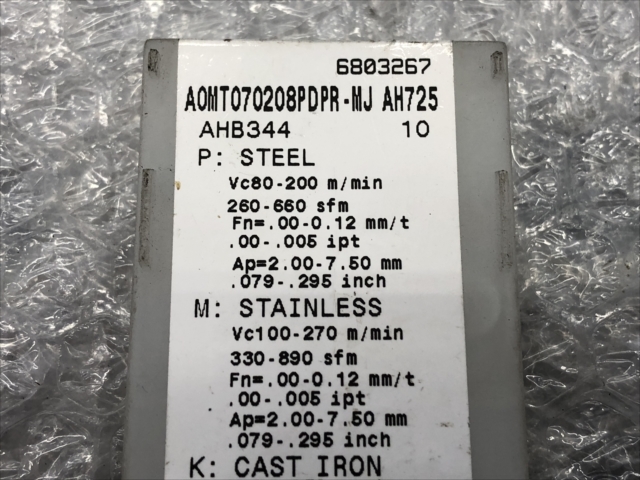 6803267
AOMT070208PDPR-MJ AH725
AHB344 10
P: STEEL
Vc80-200 m/min
260-660 sfm
Fn=.00-0.12 mm/t
.00-.005 ipt
Ap=2.00-7.50 mm
.079-.295 inch
M: STAINLESS
Vc100-270 m/min
330-890 sfm
Fn=.00-0.12 mm/t
.00-.005 ipt
Ap=2.00-7.50 mm
.079-.295 inch
K: CAST IRON